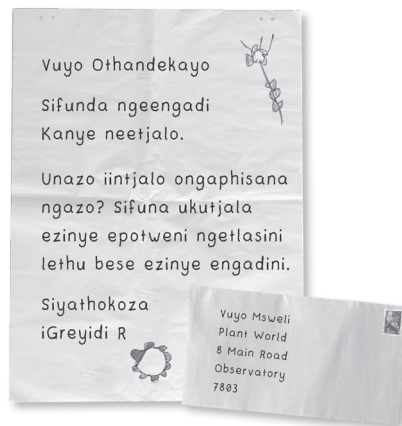 Vuyo Othandekayo
Sifunda ngeengadi
Kanye neetjalo.
Unazo iintjalo ongaphisana
ngazo? Sifuna ukutjala
ezinye epotweni ngetlasini
lethu bese ezinye engadini.
Siyathokoza
iGreyidi R
Vuyo Msweli
Plant World
8 Main Road
Observatory
7803